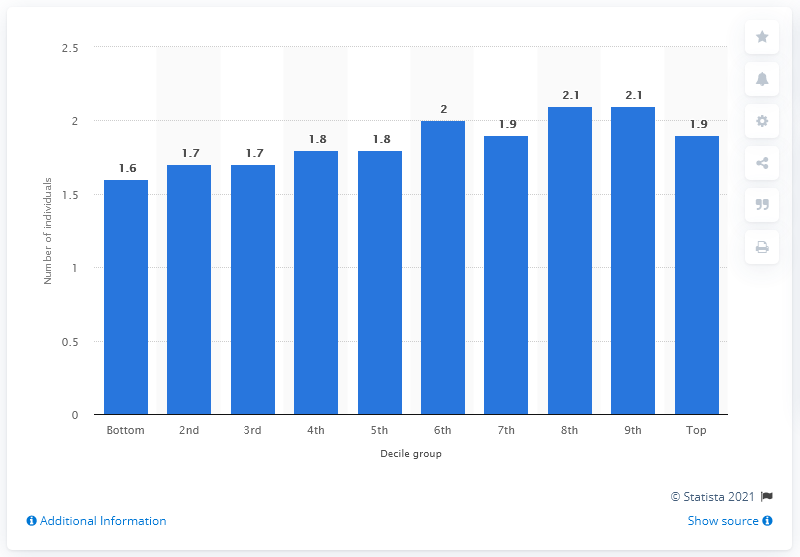 2.5
2
1.5
1
0.5
0
Number of individuals
1.6
1.7
1.7
1.8
1.8
2
1.9
2.1
2.1
1.9
Bottom 2nd 3rd 4th 5th 6th 7th 8th 9th Top
Decile group
© Statista 2021
Additional Information
Show source